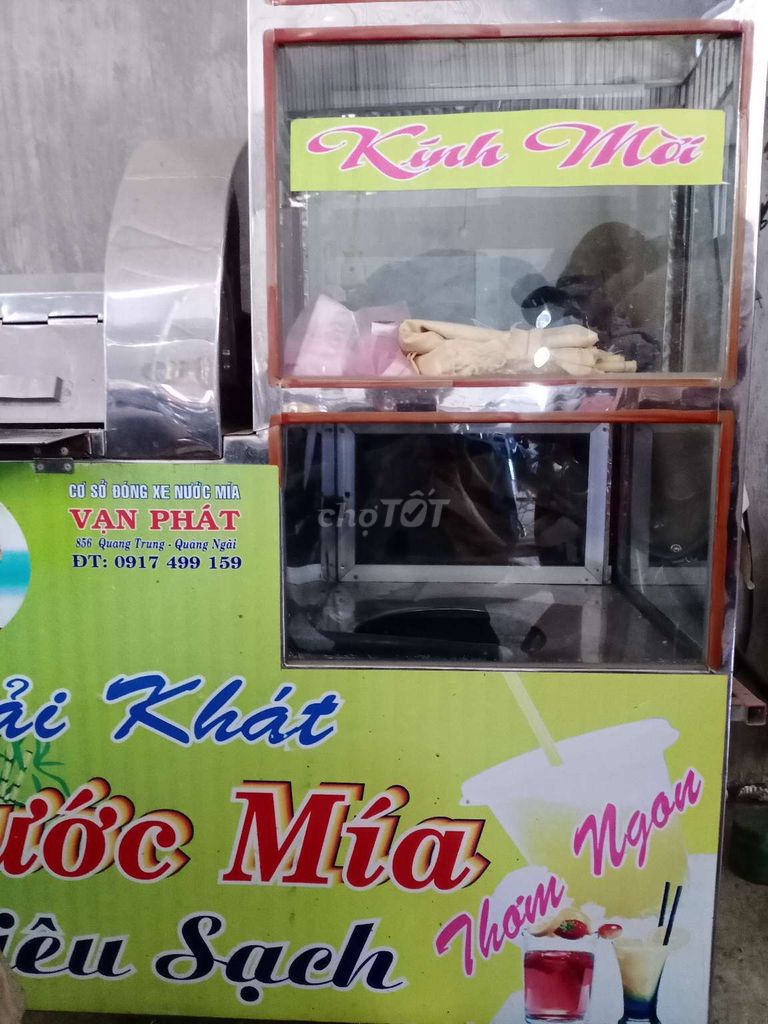 Kính Mời
CƠ SỞ ĐÓNG XE NƯỚC MÍA
VẠN PHÁT
856 Quang Trung - Quảng Ngãi
ĐT: 0917 499 159
chợTỐT
ải Khát
ước Mía
iêu Sạch
Thơm Ngon